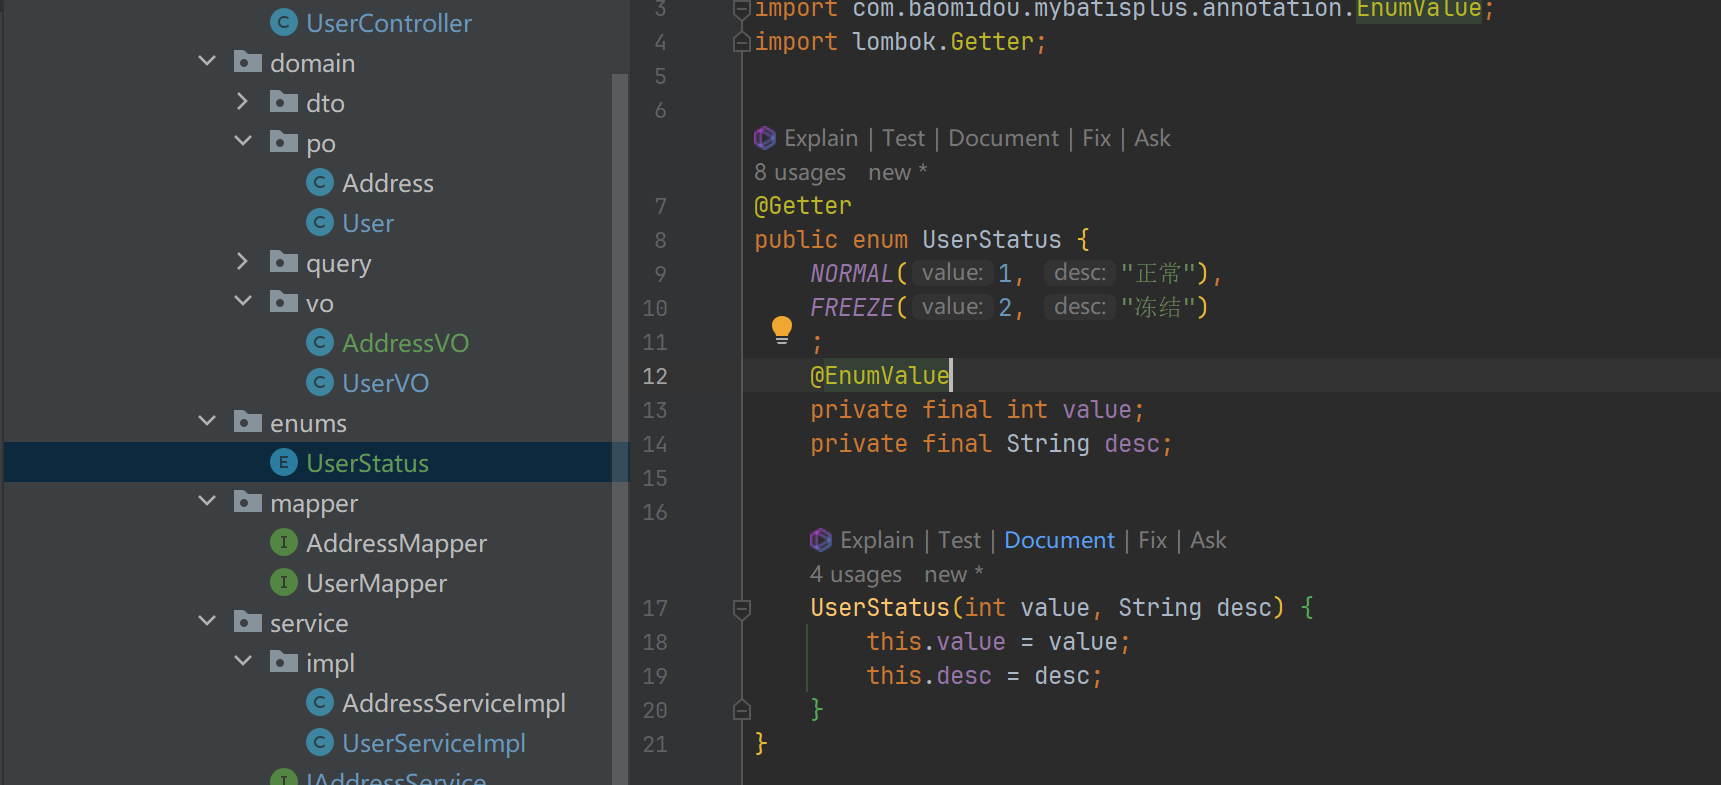 UserController
domain
dto
po
Address
User
query
vo
AddressVO
UserVO
enums
UserStatus
mapper
AddressMapper
UserMapper
service
impl
AddressServiceImpl
UserServiceImpl
IAddressService
3 import com.baomidou.mybatisplus.annotation.EnumValue;
4 import lombok.Getter;
5
6
Explain | Test | Document | Fix | Ask
8 usages new *
7 @Getter
8 public enum UserStatus {
9 NORMAL( value: 1, desc: "正常"),
10 FREEZE( value: 2, desc: "冻结")
11 ;
12 @EnumValue
13 private final int value;
14 private final String desc;
15
16
Explain | Test | Document | Fix | Ask
4 usages new *
17 UserStatus(int value, String desc) {
18 this.value = value;
19 this.desc = desc;
20 }
21 }